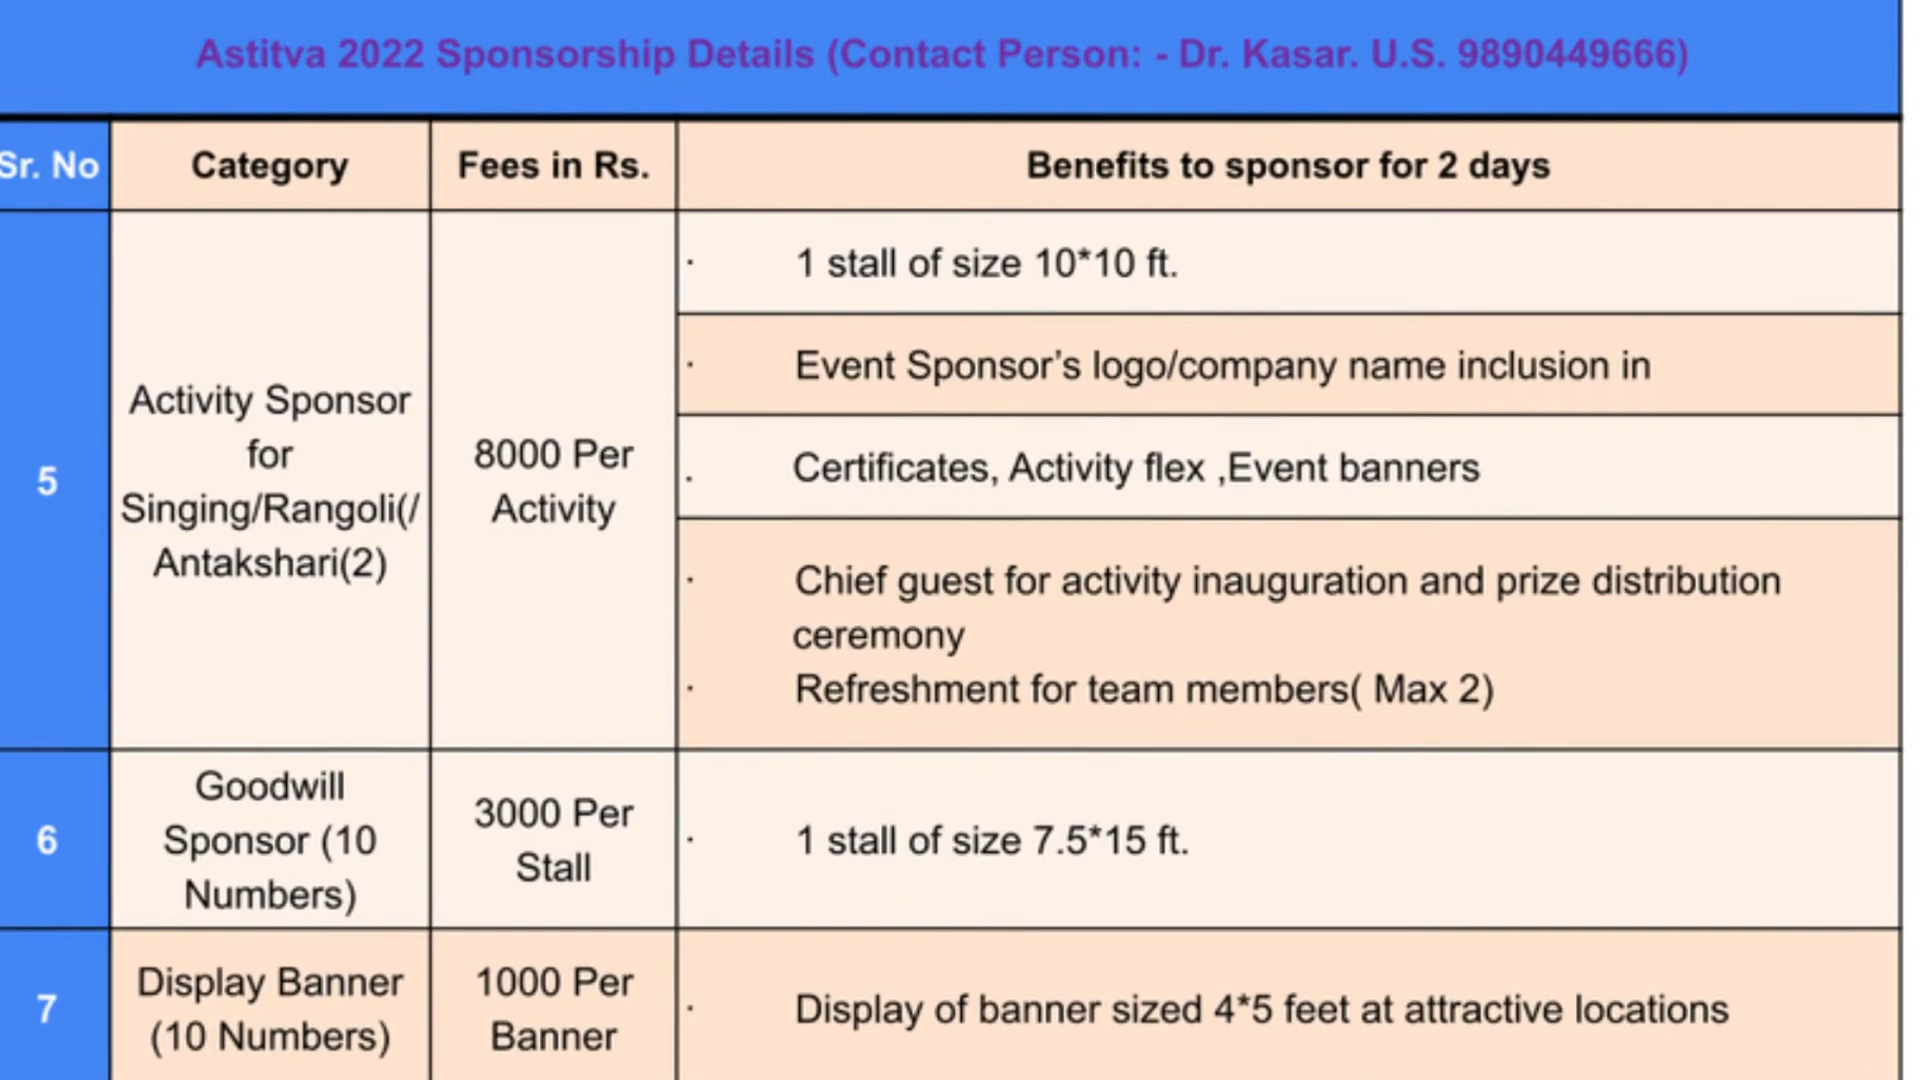 Astitva 2022 Sponsorship Details (Contact Person: - Dr. Kasar. U.S. 9890449666)
Sr. No
Category
Fees in Rs.
Benefits to sponsor for 2 days
5
Activity Sponsor
for
Singing/Rangoli(/
Antakshari(2)
8000 Per
Activity
· 1 stall of size 10*10 ft.
· Event Sponsor’s logo/company name inclusion in
. Certificates, Activity flex ,Event banners
· Chief guest for activity inauguration and prize distribution
ceremony
· Refreshment for team members( Max 2)
6
Goodwill
Sponsor (10
Numbers)
3000 Per
Stall
· 1 stall of size 7.5*15 ft.
7
Display Banner
(10 Numbers)
1000 Per
Banner
· Display of banner sized 4*5 feet at attractive locations